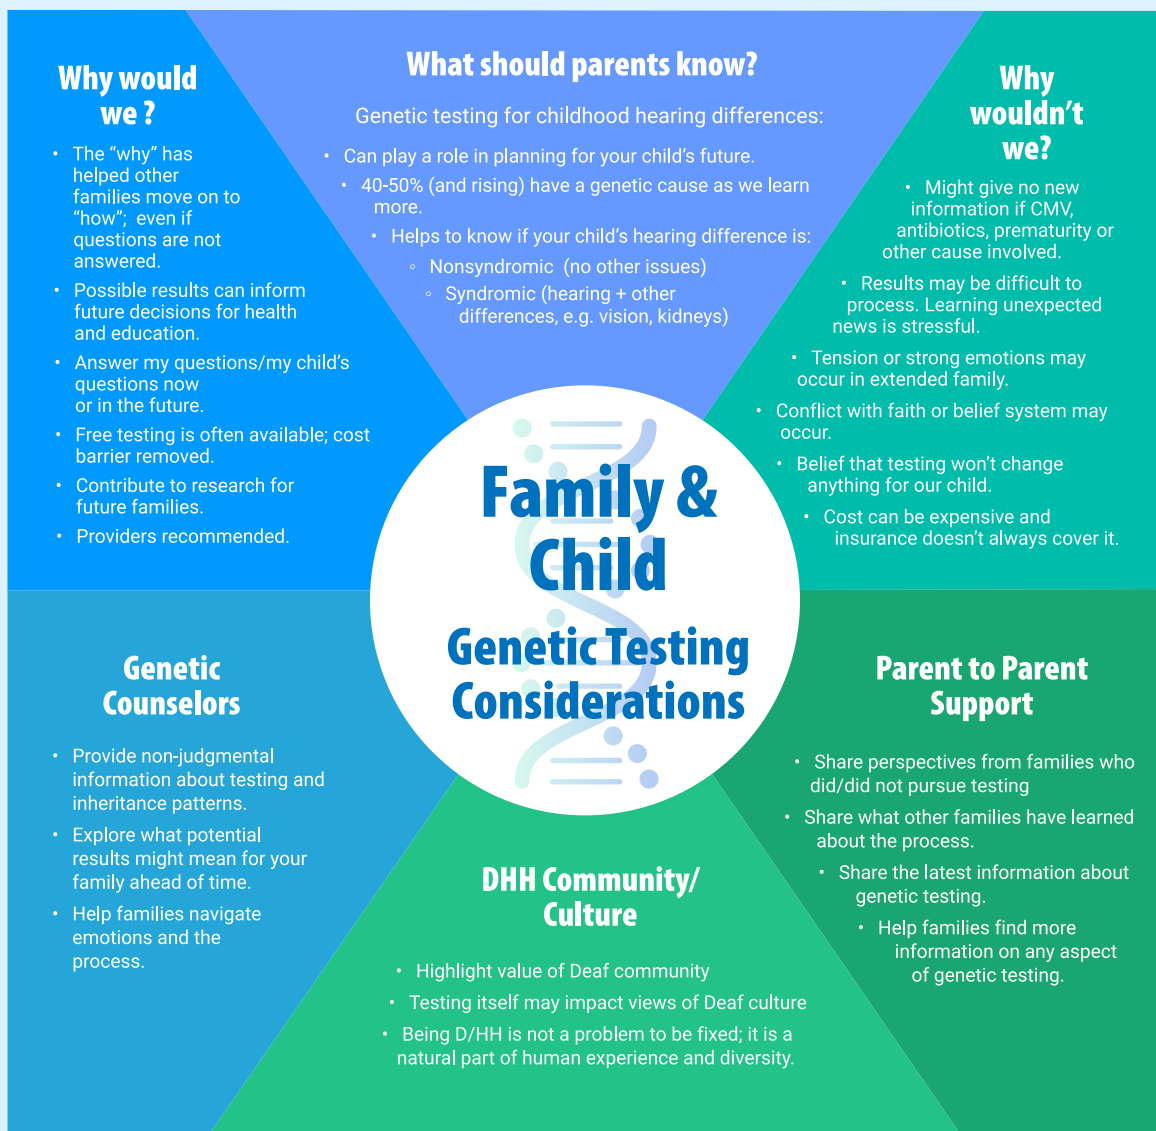 Why would
we ?
• The “why” has
helped other
families move on to
“how”;  even if
questions are not
answered.
• Possible results can inform
future decisions for health
and education.
• Answer my questions/my child’s
questions now
or in the future.
• Free testing is often available; cost
barrier removed.
• Contribute to research for
future families.
• Providers recommended.
What should parents know?
Genetic testing for childhood hearing differences:
• Can play a role in planning for your child’s future.
• 40-50% (and rising) have a genetic cause as we learn
more.
• Helps to know if your child’s hearing difference is:
◦ Nonsyndromic  (no other issues)
◦ Syndromic (hearing + other
differences, e.g. vision, kidneys)
Why
wouldn’t
we?
• Might give no new
information if CMV,
antibiotics, prematurity or
other cause involved.
• Results may be difficult to
process. Learning unexpected
news is stressful.
• Tension or strong emotions may
occur in extended family.
• Conflict with faith or belief system may
occur.
• Belief that testing won’t change
anything for our child.
• Cost can be expensive and
insurance doesn’t always cover it.
Family &
Child
Genetic Testing
Considerations
Genetic
Counselors
• Provide non-judgmental
information about testing and
inheritance patterns.
• Explore what potential
results might mean for your
family ahead of time.
• Help families navigate
emotions and the
process.
DHH Community/
Culture
• Highlight value of Deaf community
• Testing itself may impact views of Deaf culture
• Being D/HH is not a problem to be fixed; it is a
natural part of human experience and diversity.
Parent to Parent
Support
• Share perspectives from families who
did/did not pursue testing
• Share what other families have learned
about the process.
• Share the latest information about
genetic testing.
• Help families find more
information on any aspect
of genetic testing.